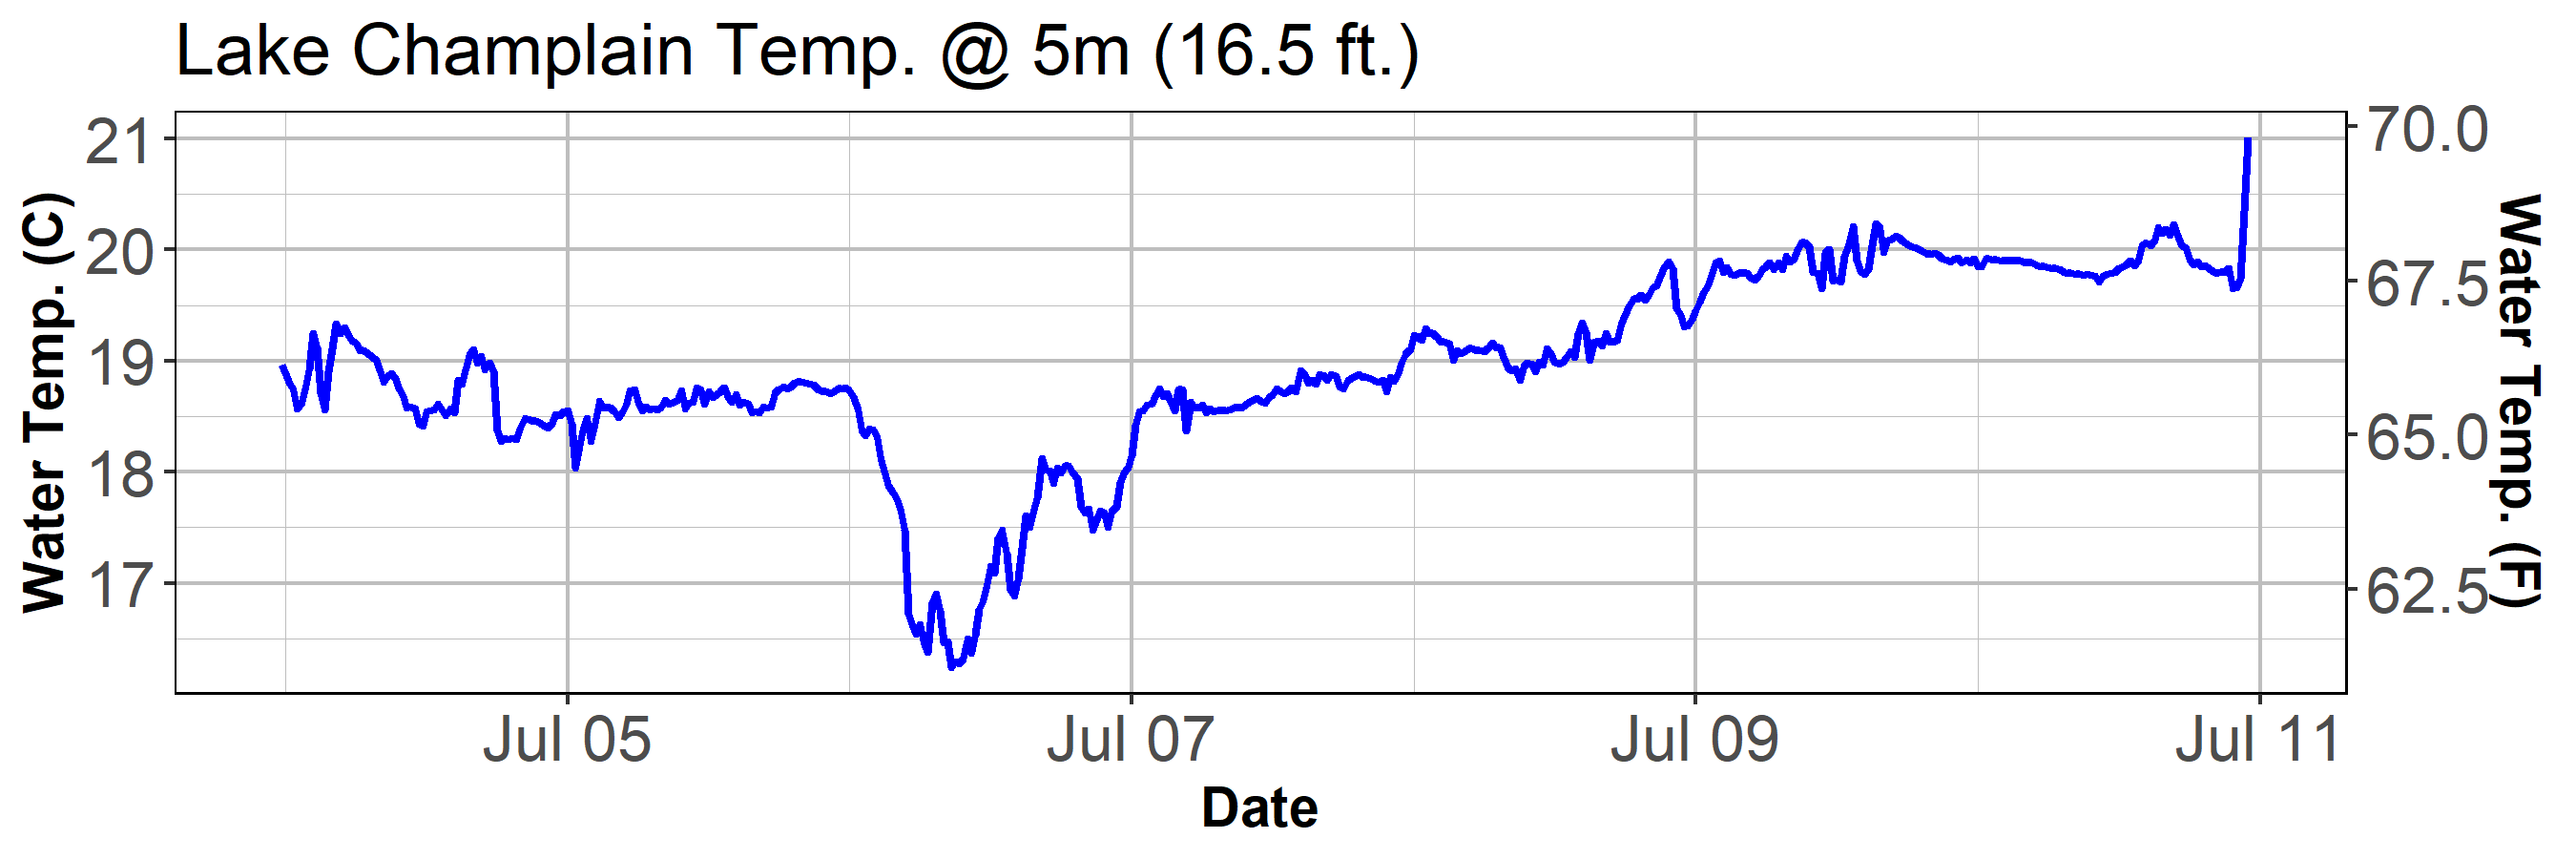 Lake Champlain Temp. @ 5m (16.5 ft.)
Water Temp. (C)
21
20
19
18
17
70.0
67.5
65.0
62.5
Water Temp. (F)
Jul 05 Jul 07 Jul 09 Jul 11
Date